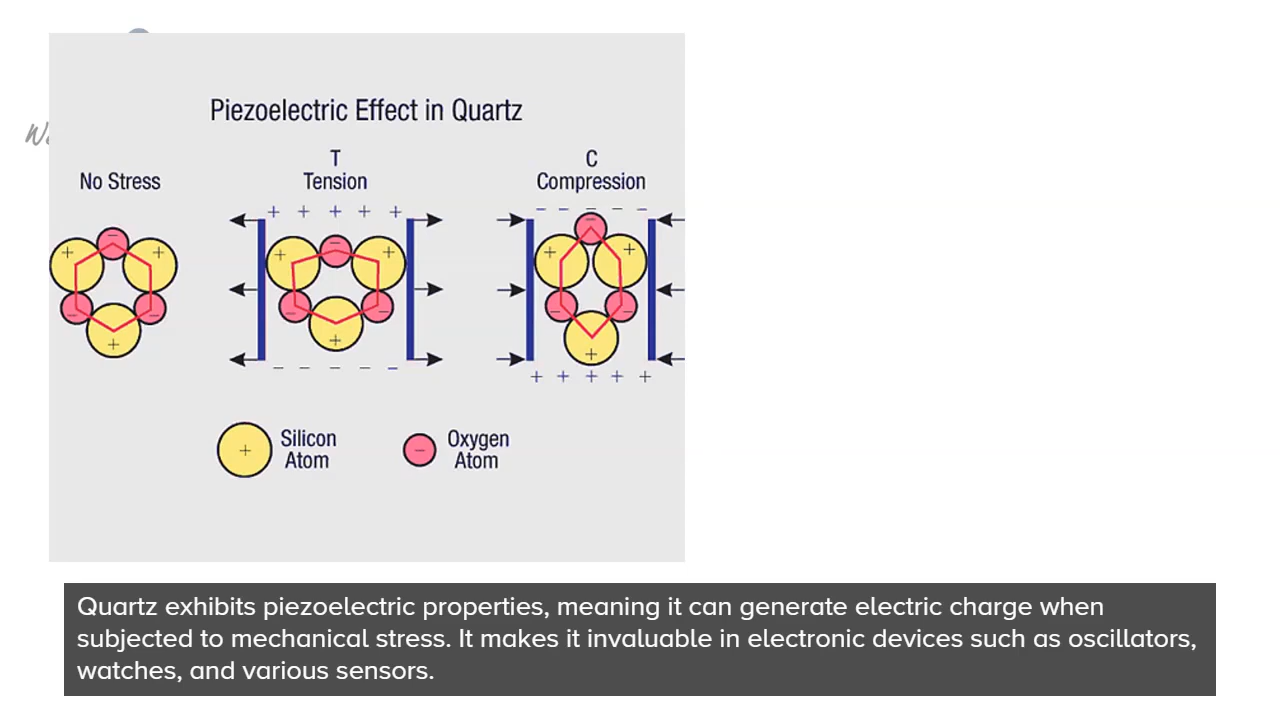 Piezoelectric Effect in Quartz
No Stress
T
Tension
C
Compression
+ + + + +
- - - - -
- - - - -
+ + + + +
Silicon
Atom
Oxygen
Atom
Quartz exhibits piezoelectric properties, meaning it can generate electric charge when
subjected to mechanical stress. It makes it invaluable in electronic devices such as oscillators,
watches, and various sensors.